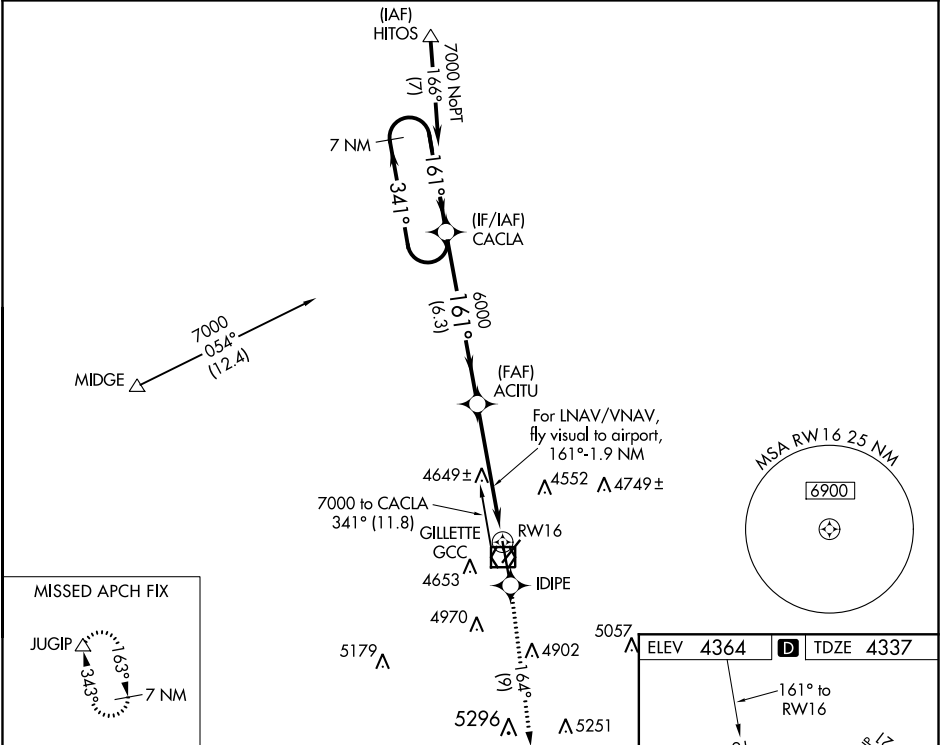 (IAF)
HITOS
7000 NoPT
166°
(7)
7 NM
161°
341°
(IF/IAF)
CACLA
6000
161°
(6.3)
7000
054°
(12.4)
MIDGE
(FAF)
ACITU
For LNAV/VNAV,
fly visual to airport,
161°-1.9 NM
4649±
4552
4749±
7000 to CACLA
341° (11.8)
GILLETTE
GCC
RW16
4653
IDIPE
4970
5179
4902
5057
164°
(9)
5296
5251
MSA RW16 25 NM
6900
MISSED APCH FIX
JUGIP
163°
343°
7 NM
ELEV 4364
D
TDZE 4337
161° to
RW16